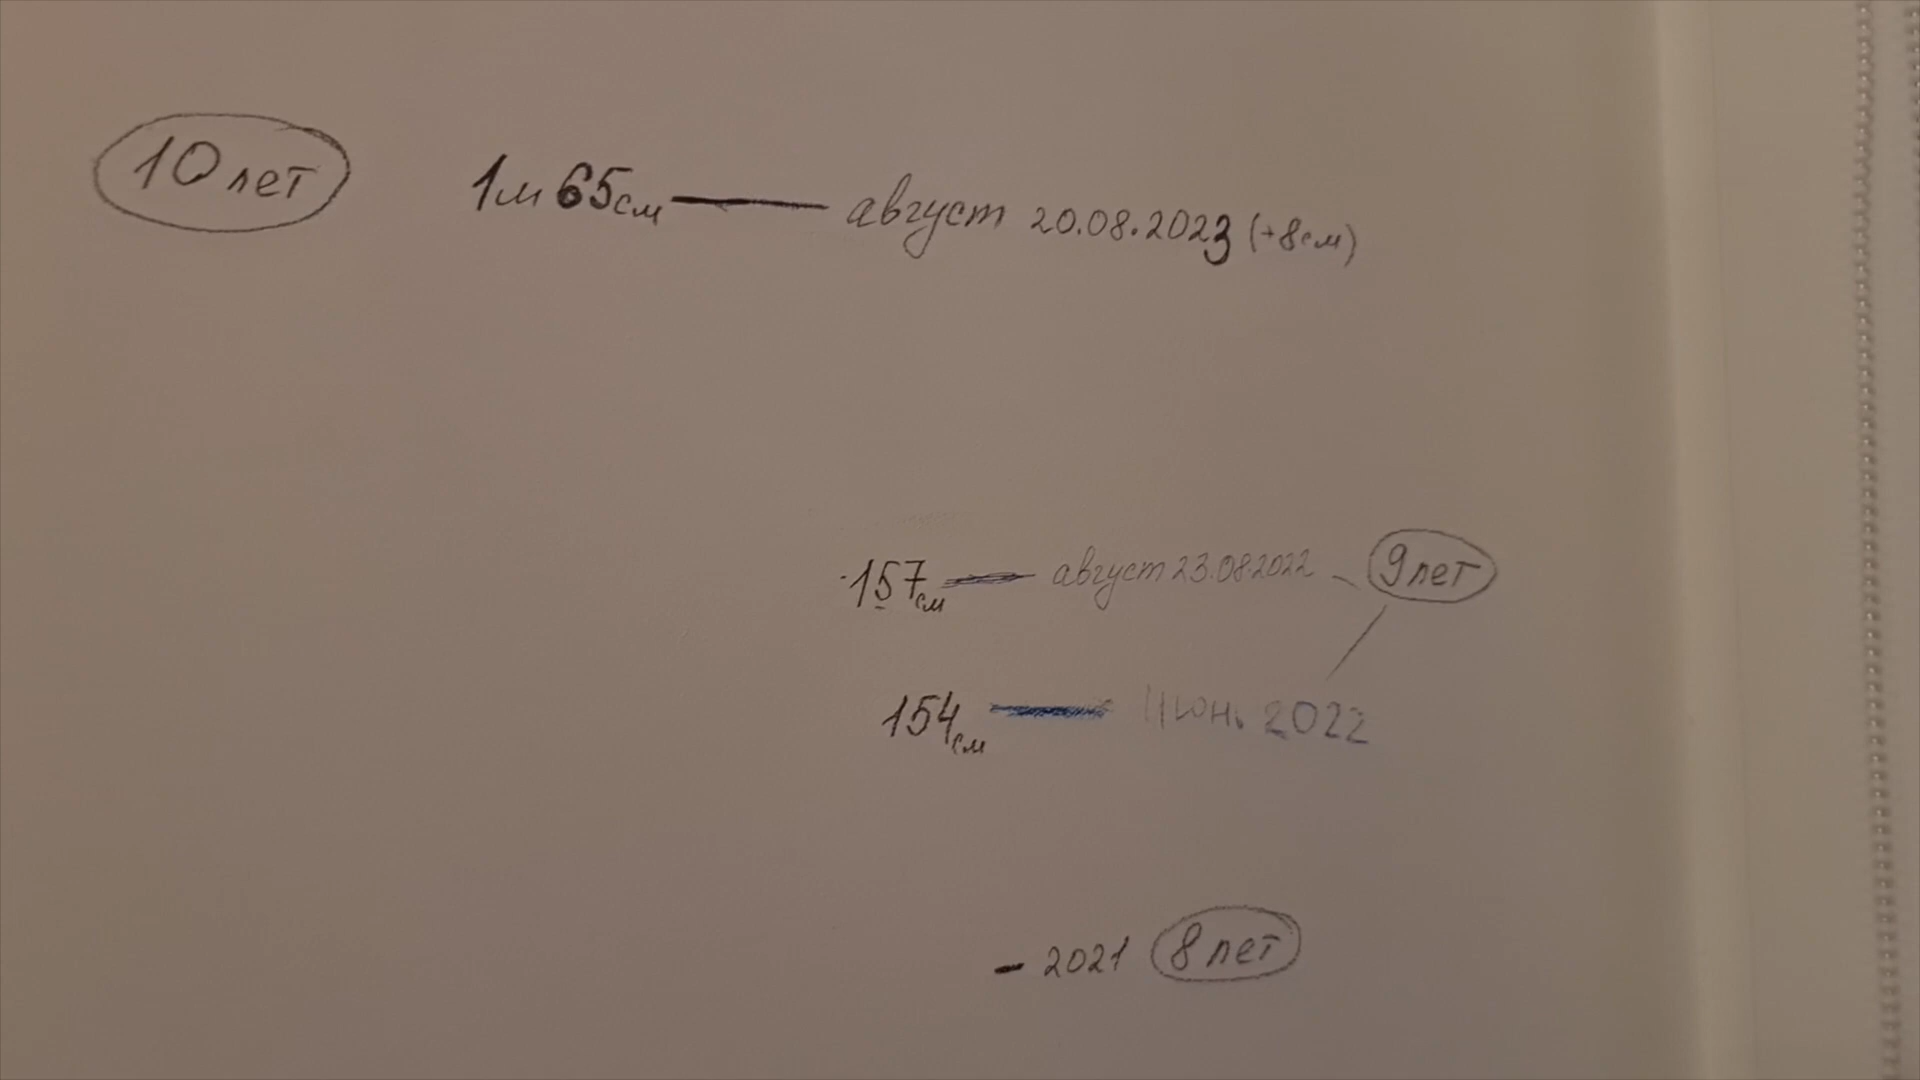 10 лет 1м 65см — август 20.08.2023 (+8см)
157см — август 23.08.2022 9 лет
154см — Июн. 2022
- 2021 8 лет